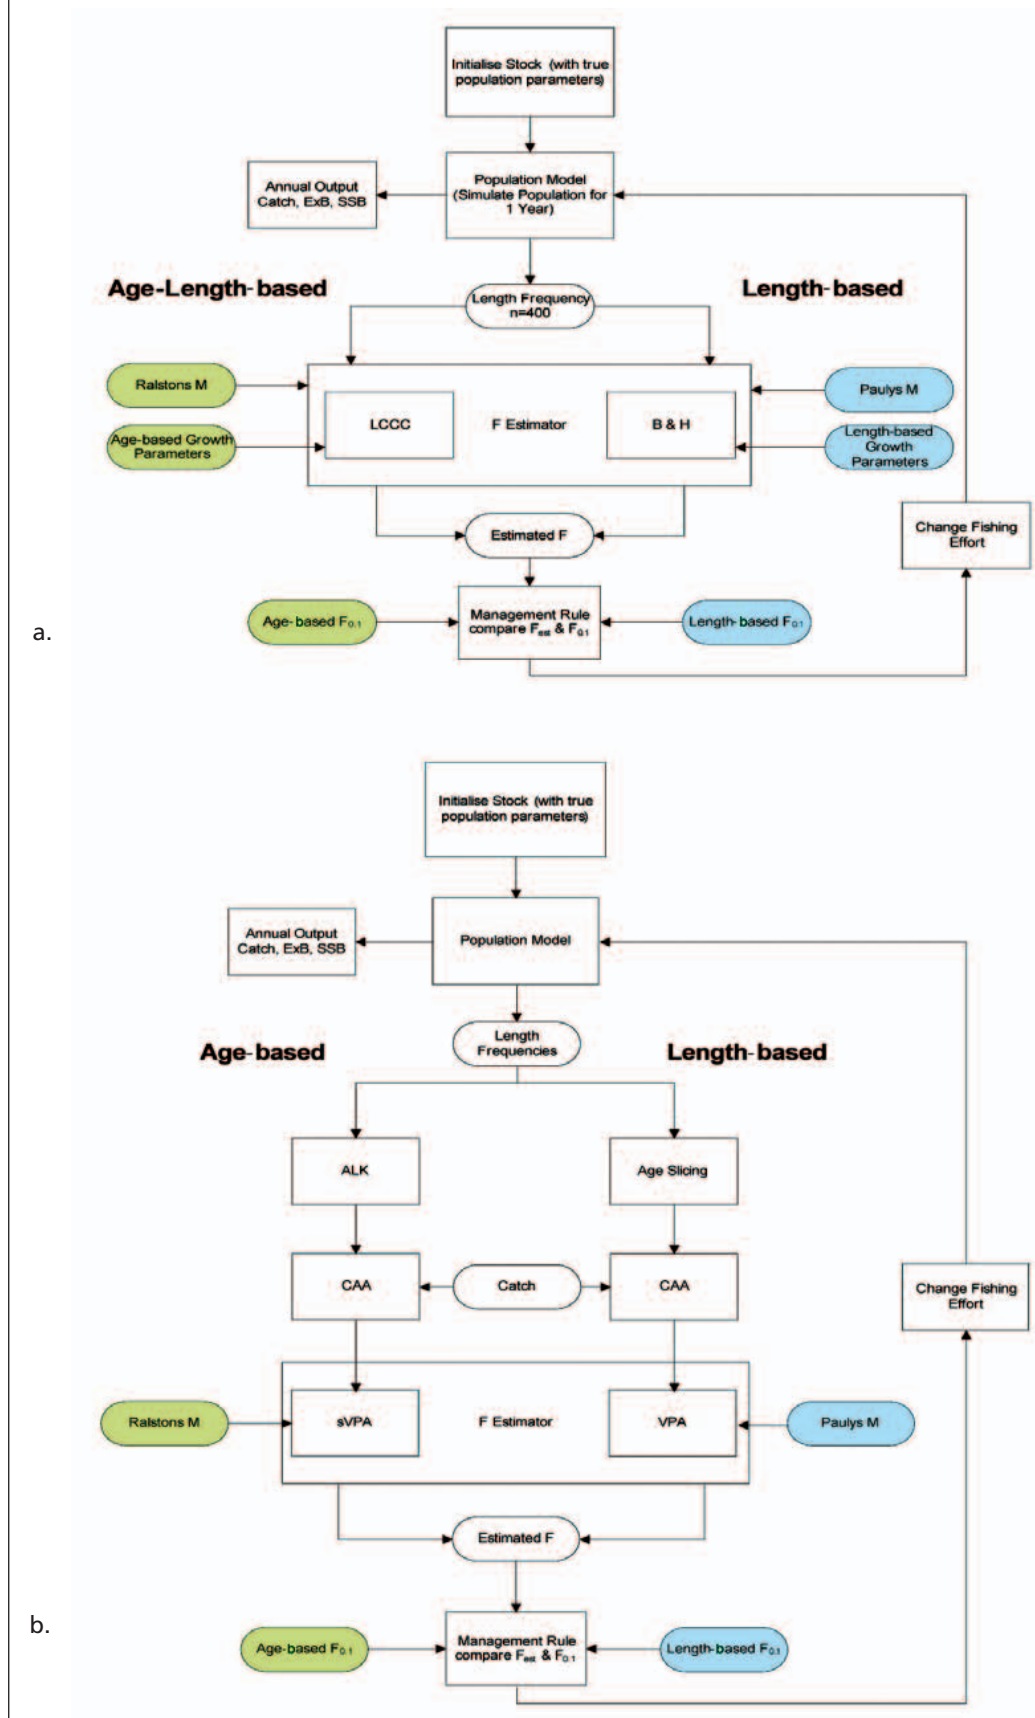 Initialise Stock (with true
population parameters)
Population Model
(Simulate Population for
1 Year)
Annual Output
Catch, ExB, SSB
Age-Length-based
Length-based
Length Frequency
n=400
Ralstons M
Paulys M
LCCC
F Estimator
B & H
Age-based Growth
Parameters
Length-based
Growth
Parameters
Change Fishing
Effort
Estimated F
Age-based F0.1
Management Rule
compare Fest & F0.1
Length-based F0.1
a.
Initialise Stock (with true
population parameters)
Population Model
Annual Output
Catch, ExB, SSB
Length
Frequencies
Age-based
Length-based
ALK
Age Slicing
CAA
Catch
CAA
Change Fishing
Effort
Ralstons M
sVPA
F Estimator
VPA
Paulys M
Estimated F
Age-based F0.1
Management Rule
compare Fest & F0.1
Length-based F0.1
b.